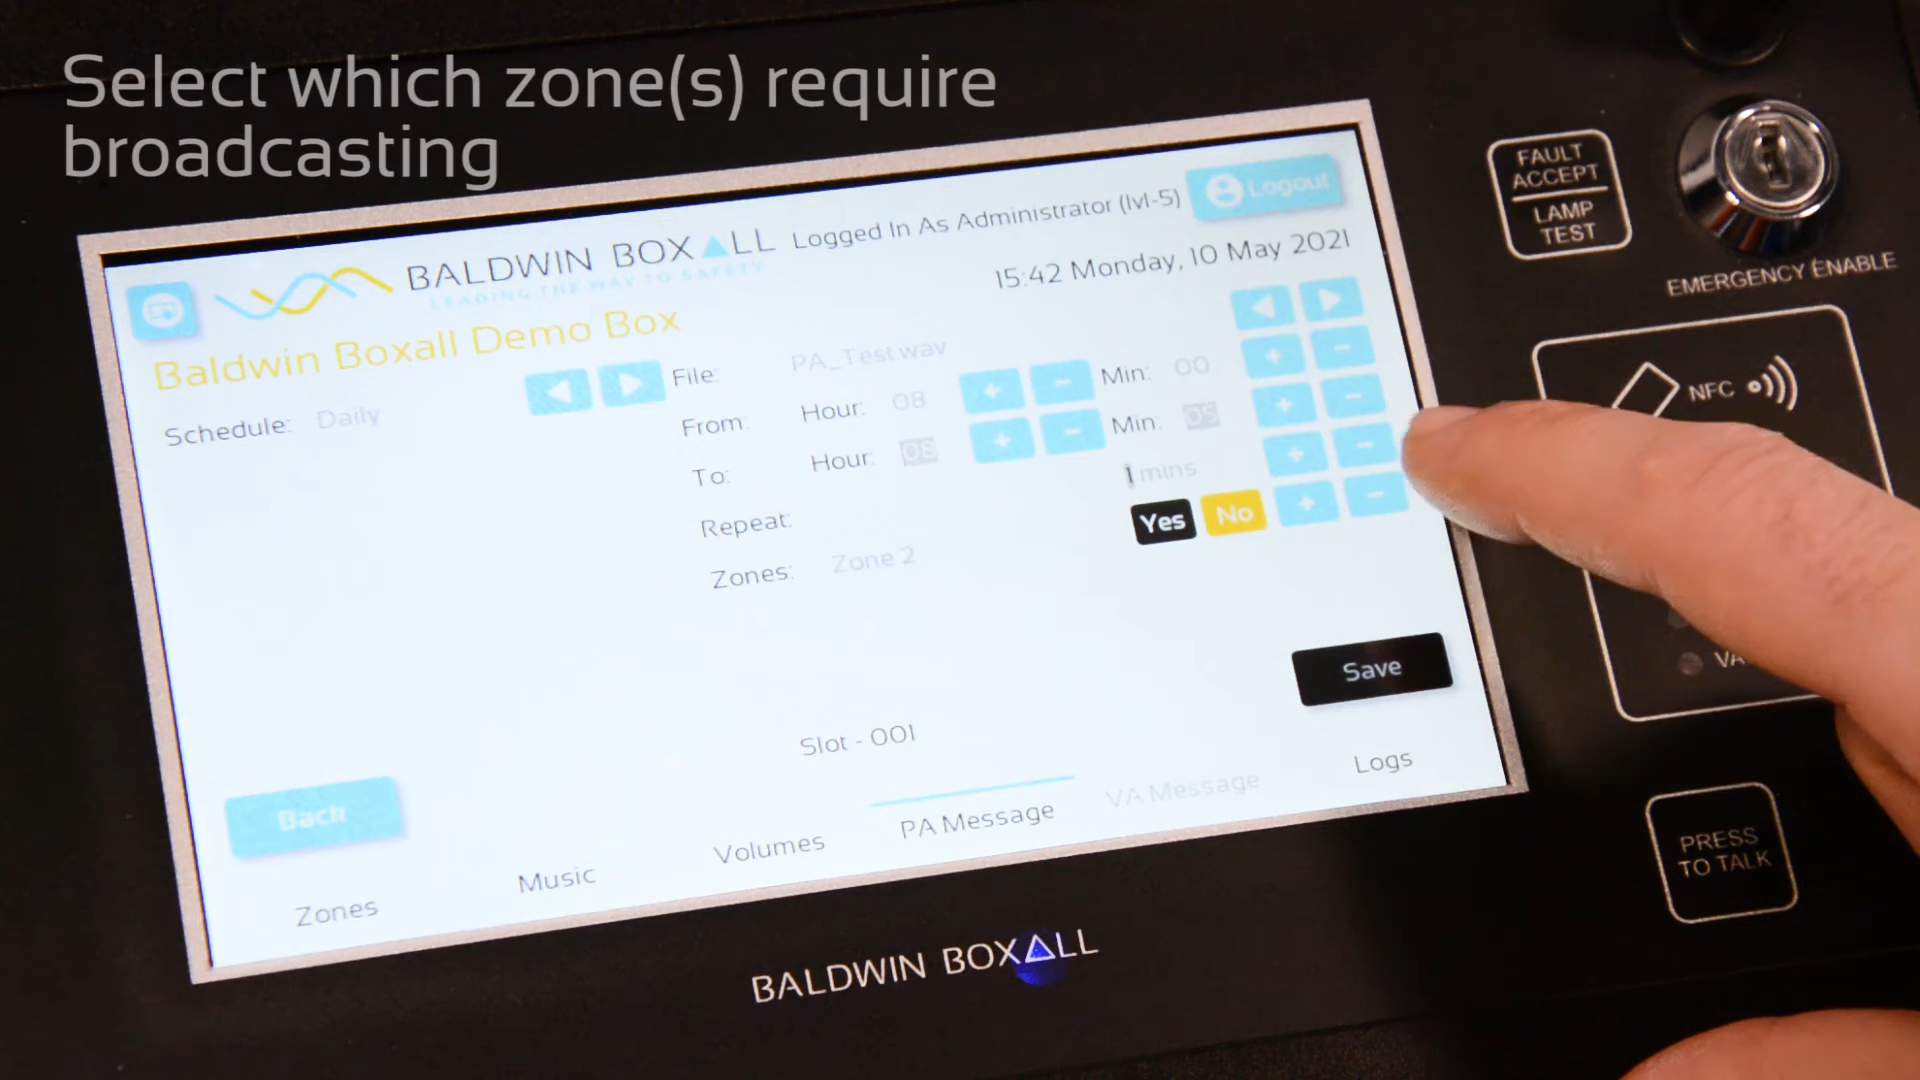 Select which zone(s) require
broadcasting
BALDWIN BOXALL
LEADING THE WAY TO SAFETY
Logged In As Administrator (lvl-5)
Logout
15:42 Monday, 10 May 2021
Baldwin Boxall Demo Box
Schedule: Daily
File: PA_Test.wav
From: Hour: 08 + - Min: 00 + -
To: Hour: 08 + - Min: 05 + -
Repeat: 1 mins + -
Zones: Zone 2 Yes No + -
Save
Slot - 001
Back
Zones Music Volumes PA Message VA Message Logs
BALDWIN BOXALL
FAULT
ACCEPT
LAMP
TEST
EMERGENCY ENABLE
NFC
PRESS
TO TALK